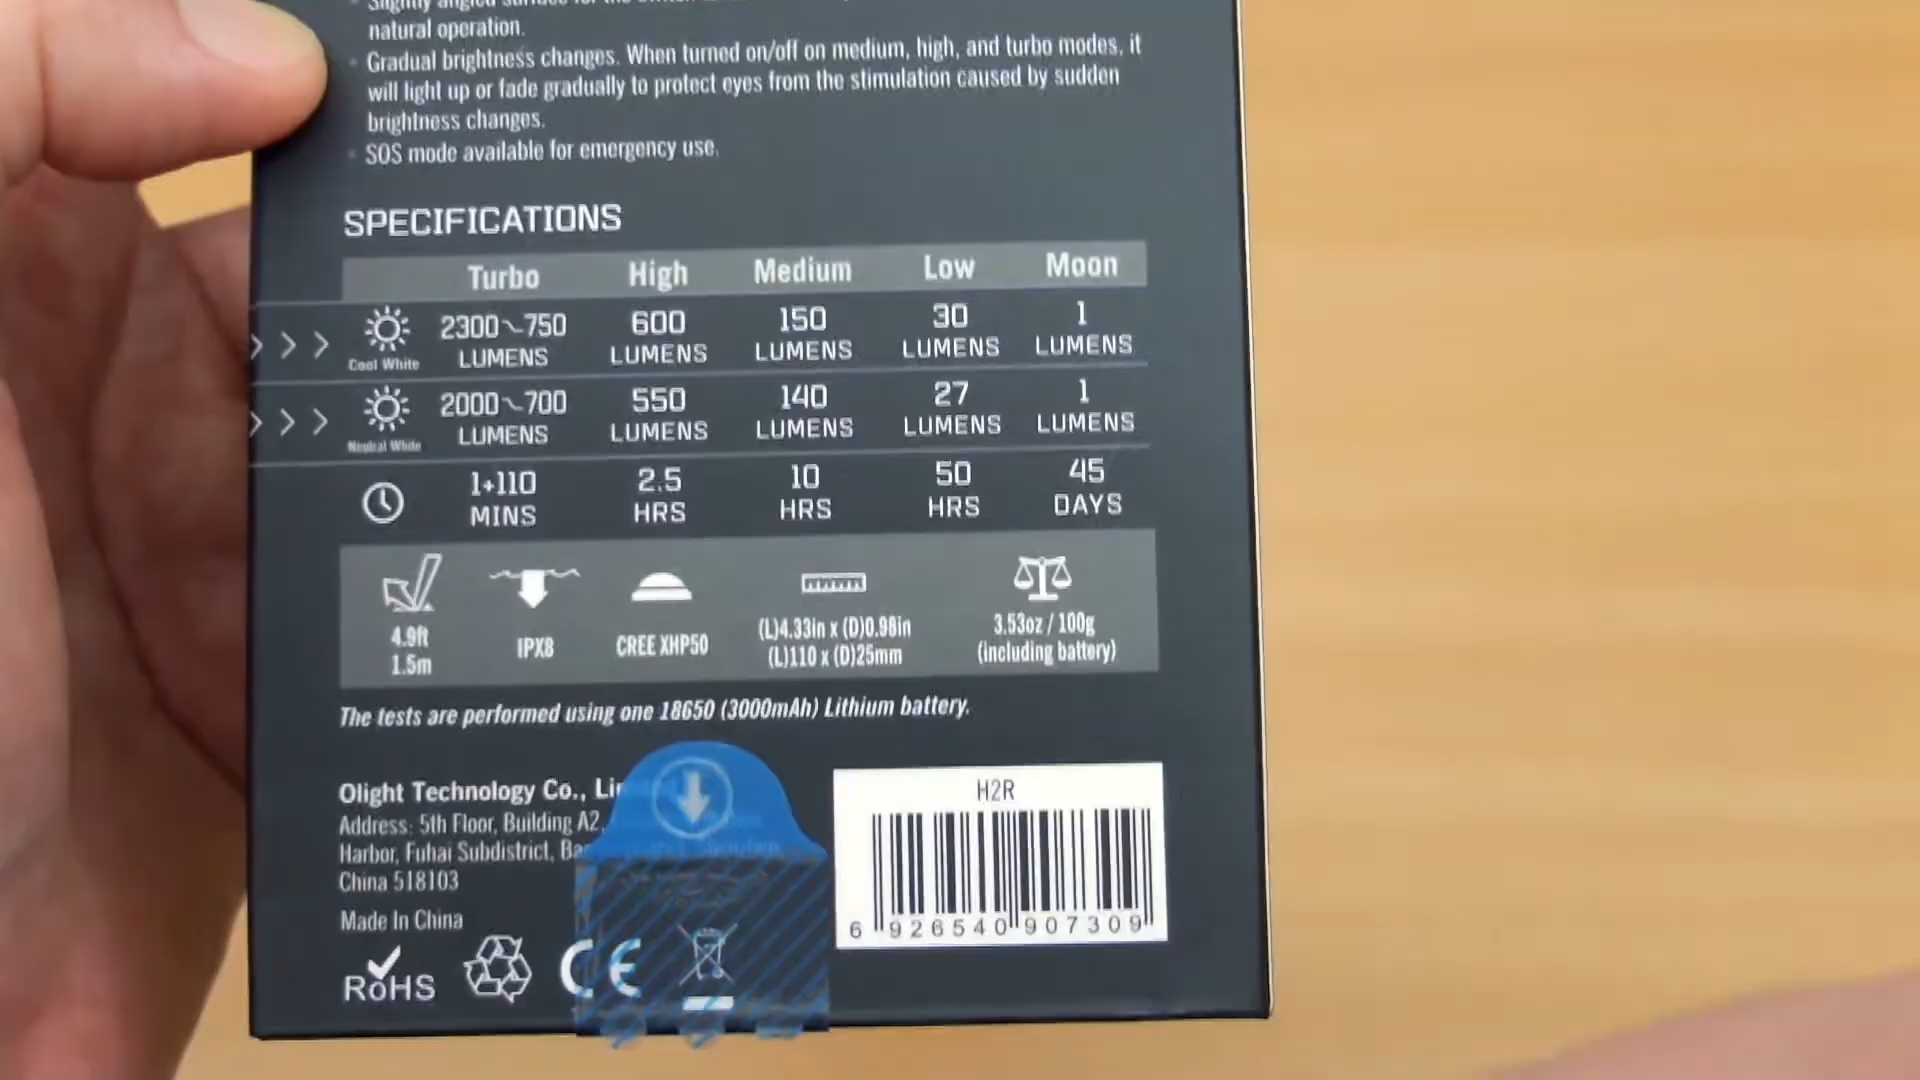 Slightly angled surface for the
natural operation.
Gradual brightness changes. When turned on/off on medium, high, and turbo modes, it
will light up or fade gradually to protect eyes from the stimulation caused by sudden
brightness changes.
SOS mode available for emergency use.
SPECIFICATIONS
Turbo High Medium Low Moon
Cool White 2300~750 LUMENS 600 LUMENS 150 LUMENS 30 LUMENS 1 LUMENS
Neutral White 2000~700 LUMENS 550 LUMENS 140 LUMENS 27 LUMENS 1 LUMENS
1+110 MINS 2.5 HRS 10 HRS 50 HRS 45 DAYS
4.9ft 1.5m IPX8 CREE XHP50 (L)4.33in x (D)0.98in (L)110 x (D)25mm 3.53oz / 100g (including battery)
The tests are performed using one 18650 (3000mAh) Lithium battery.
Olight Technology Co.,
Address: 5th Floor, Building A2,
Harbor, Fuhai Subdistrict,
China 518103
Made In China
RoHS CE
H2R
6 926540 907309